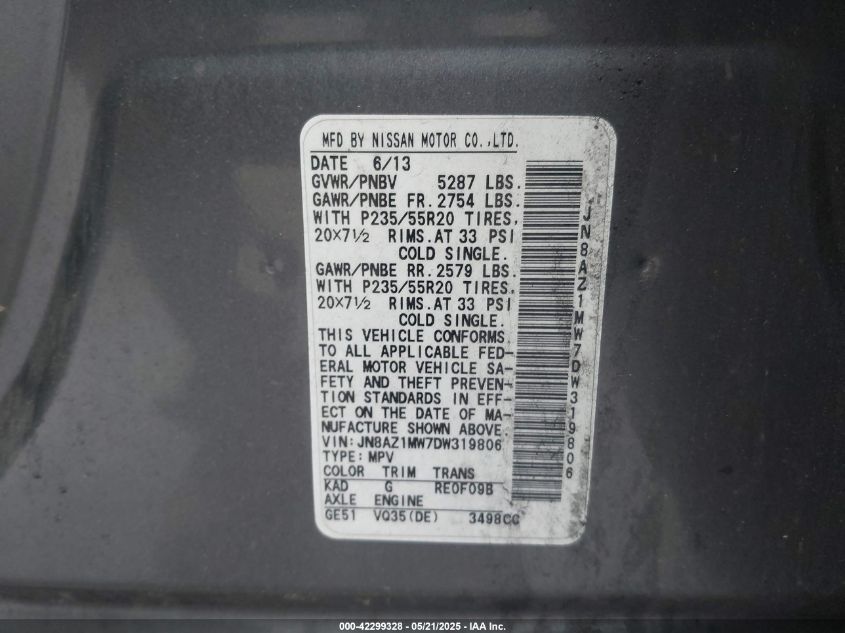 MFD BY NISSAN MOTOR CO.,LTD.
DATE 6/13
GVWR/PNBV 5287 LBS.
GAWR/PNBE FR. 2754 LBS.
WITH P235/55R20 TIRES,
20×7½ RIMS.AT 33 PSI
COLD SINGLE.
GAWR/PNBE RR. 2579 LBS.
WITH P235/55R20 TIRES.
20×7½ RIMS.AT 33 PSI
COLD SINGLE.
THIS VEHICLE CONFORMS
TO ALL APPLICABLE FED-
ERAL MOTOR VEHICLE SA-
FETY AND THEFT PREVEN-
TION STANDARDS IN EFF-
ECT ON THE DATE OF MA-
NUFACTURE SHOWN ABOVE.
VIN:JN8AZ1MW7DW319806
TYPE: MPV
COLOR TRIM TRANS
KAD G RE0F09B
AXLE ENGINE
GE51 VQ35(DE) 3498CC
JN8AZ1MW7DW319806
000-42299328 - 05/21/2025 - IAA Inc.